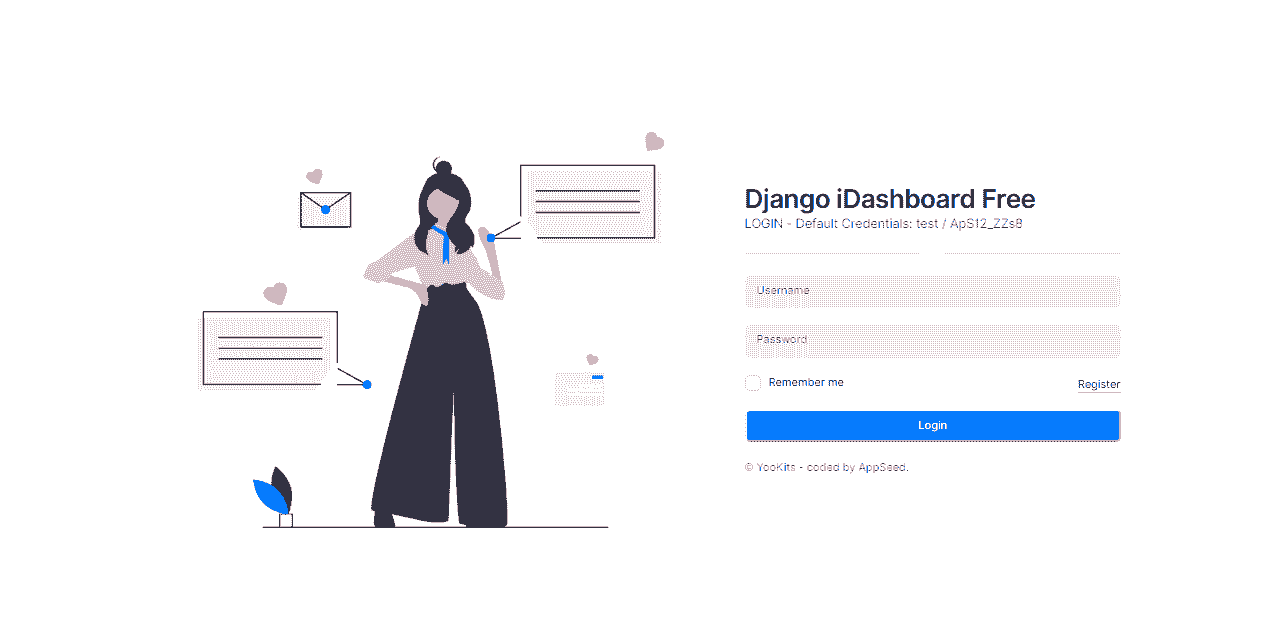 Django iDashboard Free
LOGIN - Default Credentials: test / ApS12_ZZs8
Username
Password
Remember me
Register
Login
© YooKits - coded by AppSeed.